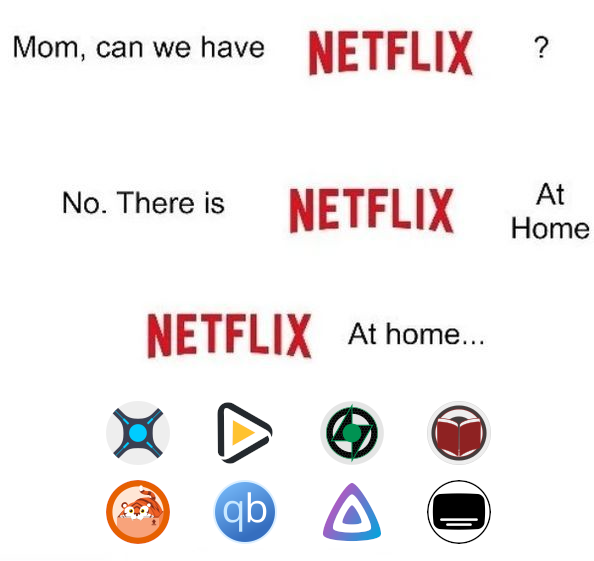 Mom, can we have NETFLIX ?
No. There is NETFLIX At
Home
NETFLIX At home...
qb